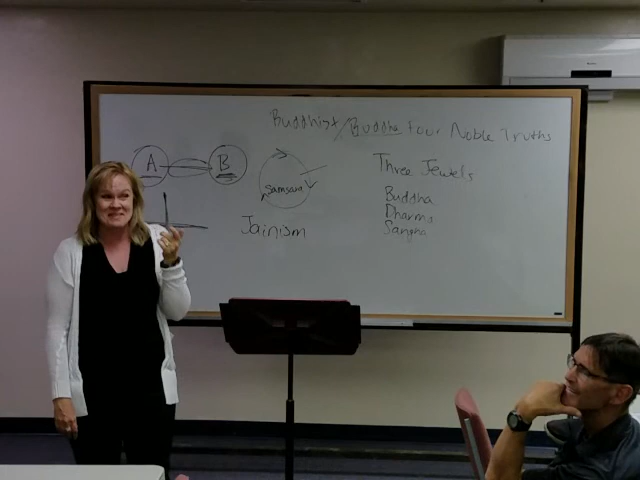 Buddhist/Buddha Four Noble Truths
A B
Samsara
Three Jewels
Buddha
Dharma
Sangha
Jainism